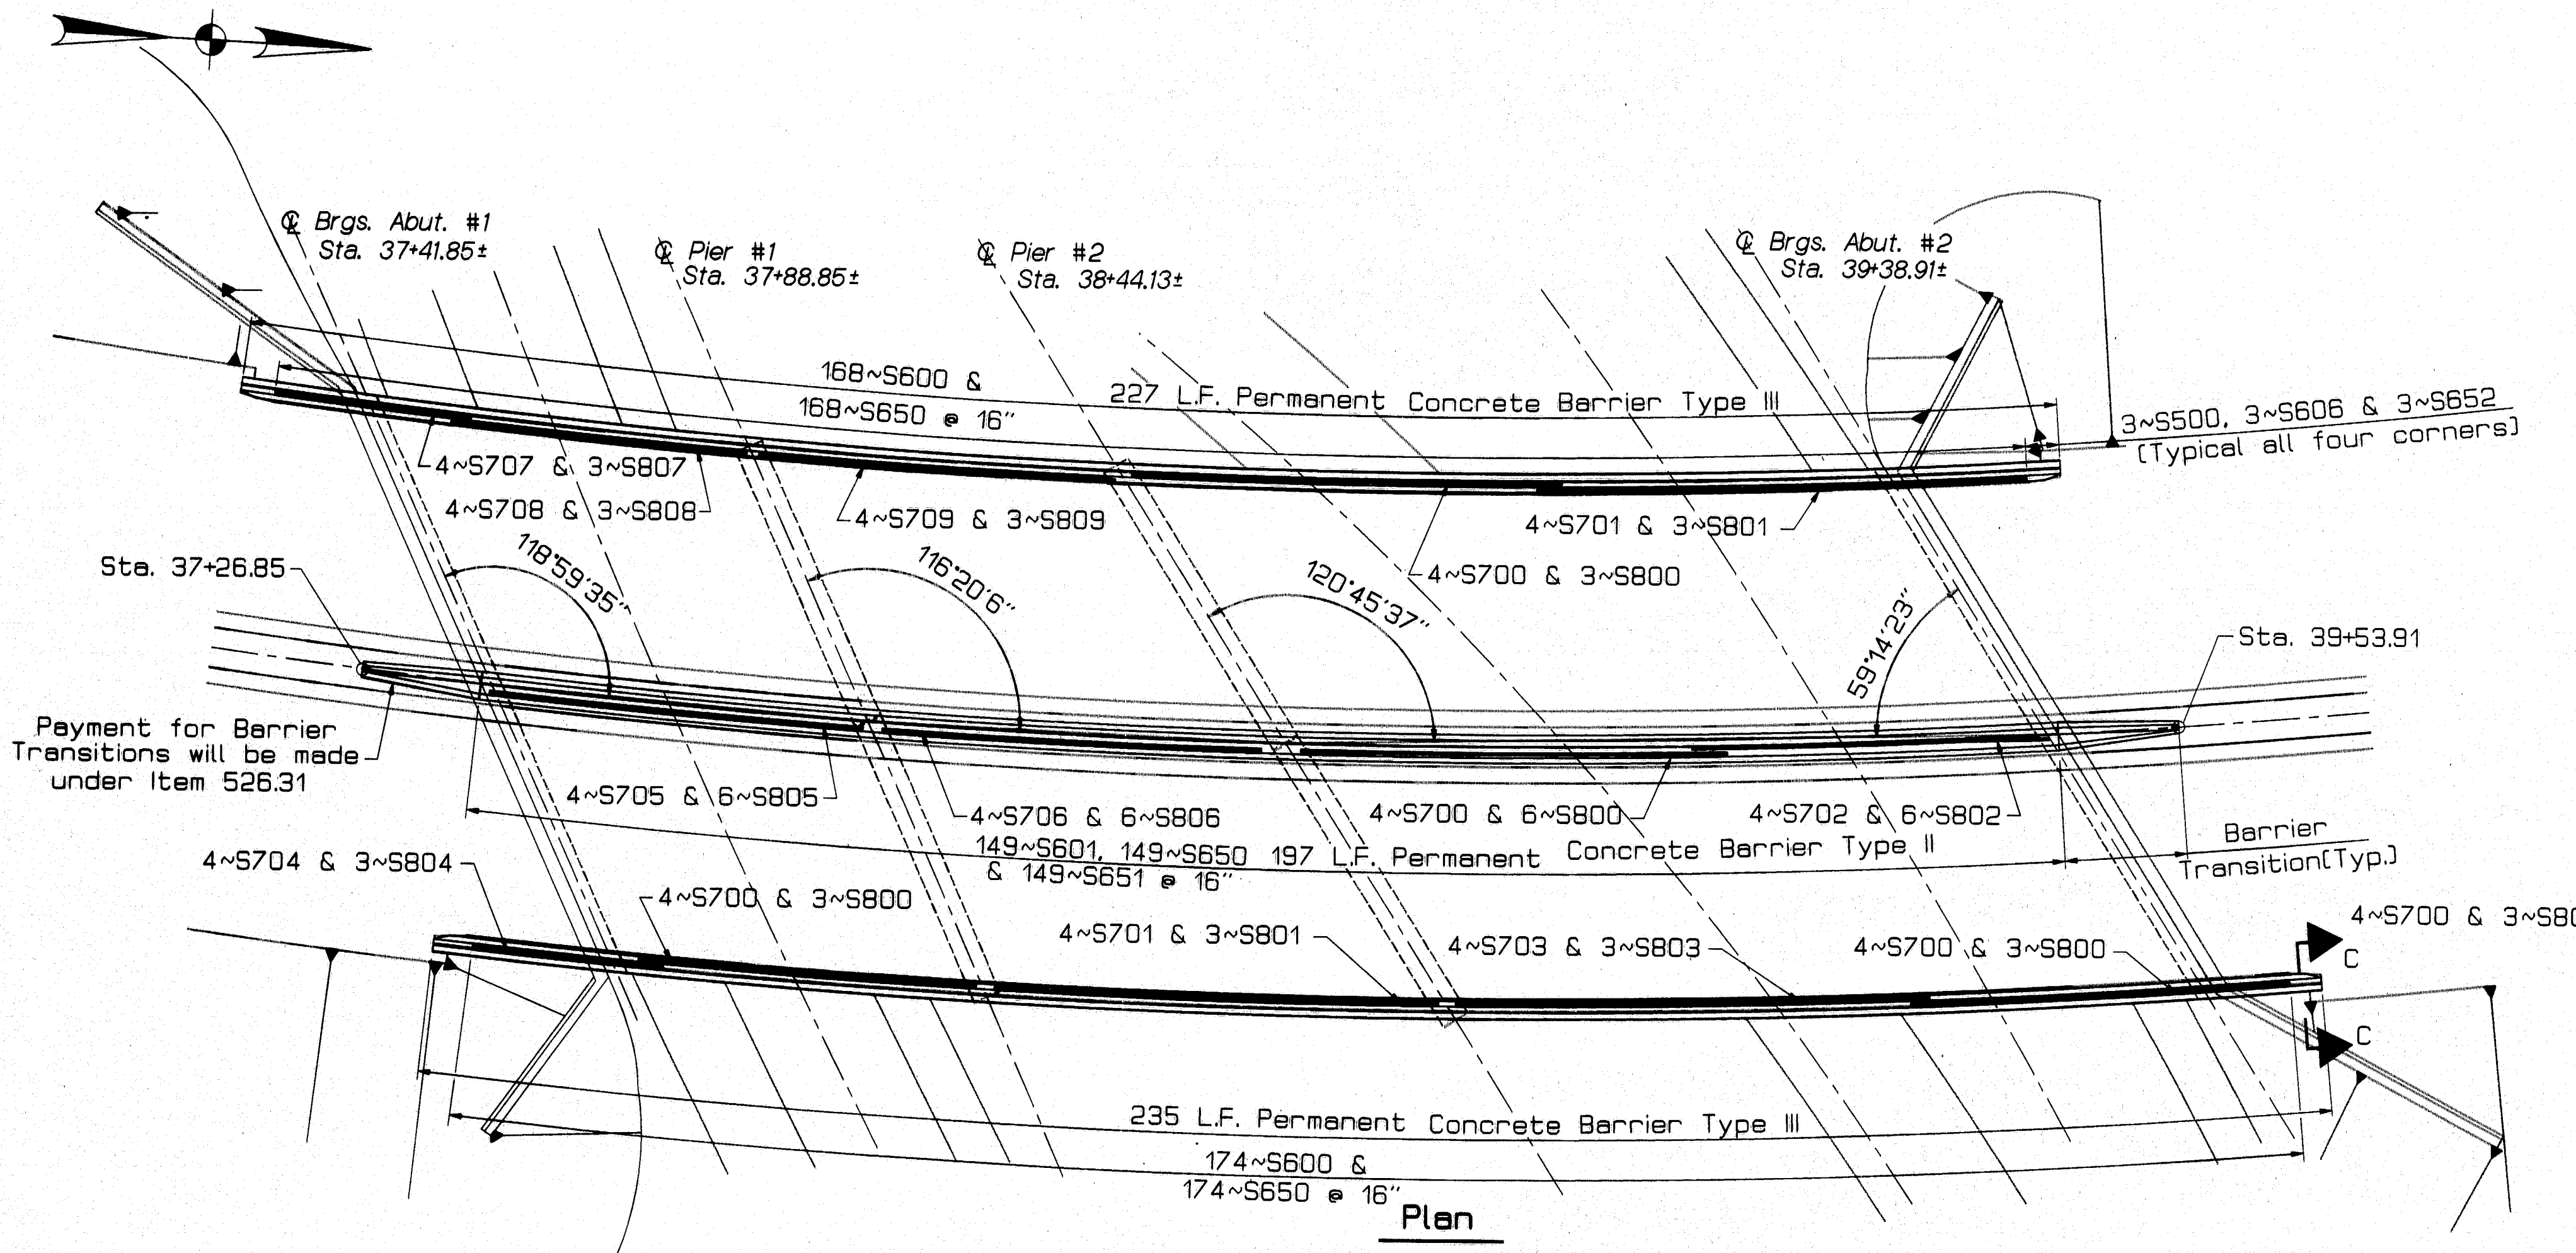 ℄ Brgs. Abut. #1
Sta. 37+41.85±
℄ Pier #1
Sta. 37+88.85±
℄ Pier #2
Sta. 38+44.13±
℄ Brgs. Abut. #2
Sta. 39+38.91±
168~S600 &
168~S650 @ 16"
227 L.F. Permanent Concrete Barrier Type III
3~S500, 3~S606 & 3~S652
(Typical all four corners)
4~S707 & 3~S807
4~S708 & 3~S808
4~S709 & 3~S809
4~S701 & 3~S801
4~S700 & 3~S800
Sta. 37+26.85
118°59'35"
116°20'6"
120°45'37"
59°14'23"
Sta. 39+53.91
Payment for Barrier
Transitions will be made
under Item 526.31
4~S705 & 6~S805
4~S706 & 6~S806
4~S700 & 6~S800
4~S702 & 6~S802
149~S601, 149~S650
& 149~S651 @ 16"
197 L.F. Permanent Concrete Barrier Type II
Barrier
Transition(Typ.)
4~S704 & 3~S804
4~S700 & 3~S800
4~S701 & 3~S801
4~S703 & 3~S803
4~S700 & 3~S800
4~S700 & 3~S80
C
C
235 L.F. Permanent Concrete Barrier Type III
174~S600 &
174~S650 @ 16"
Plan